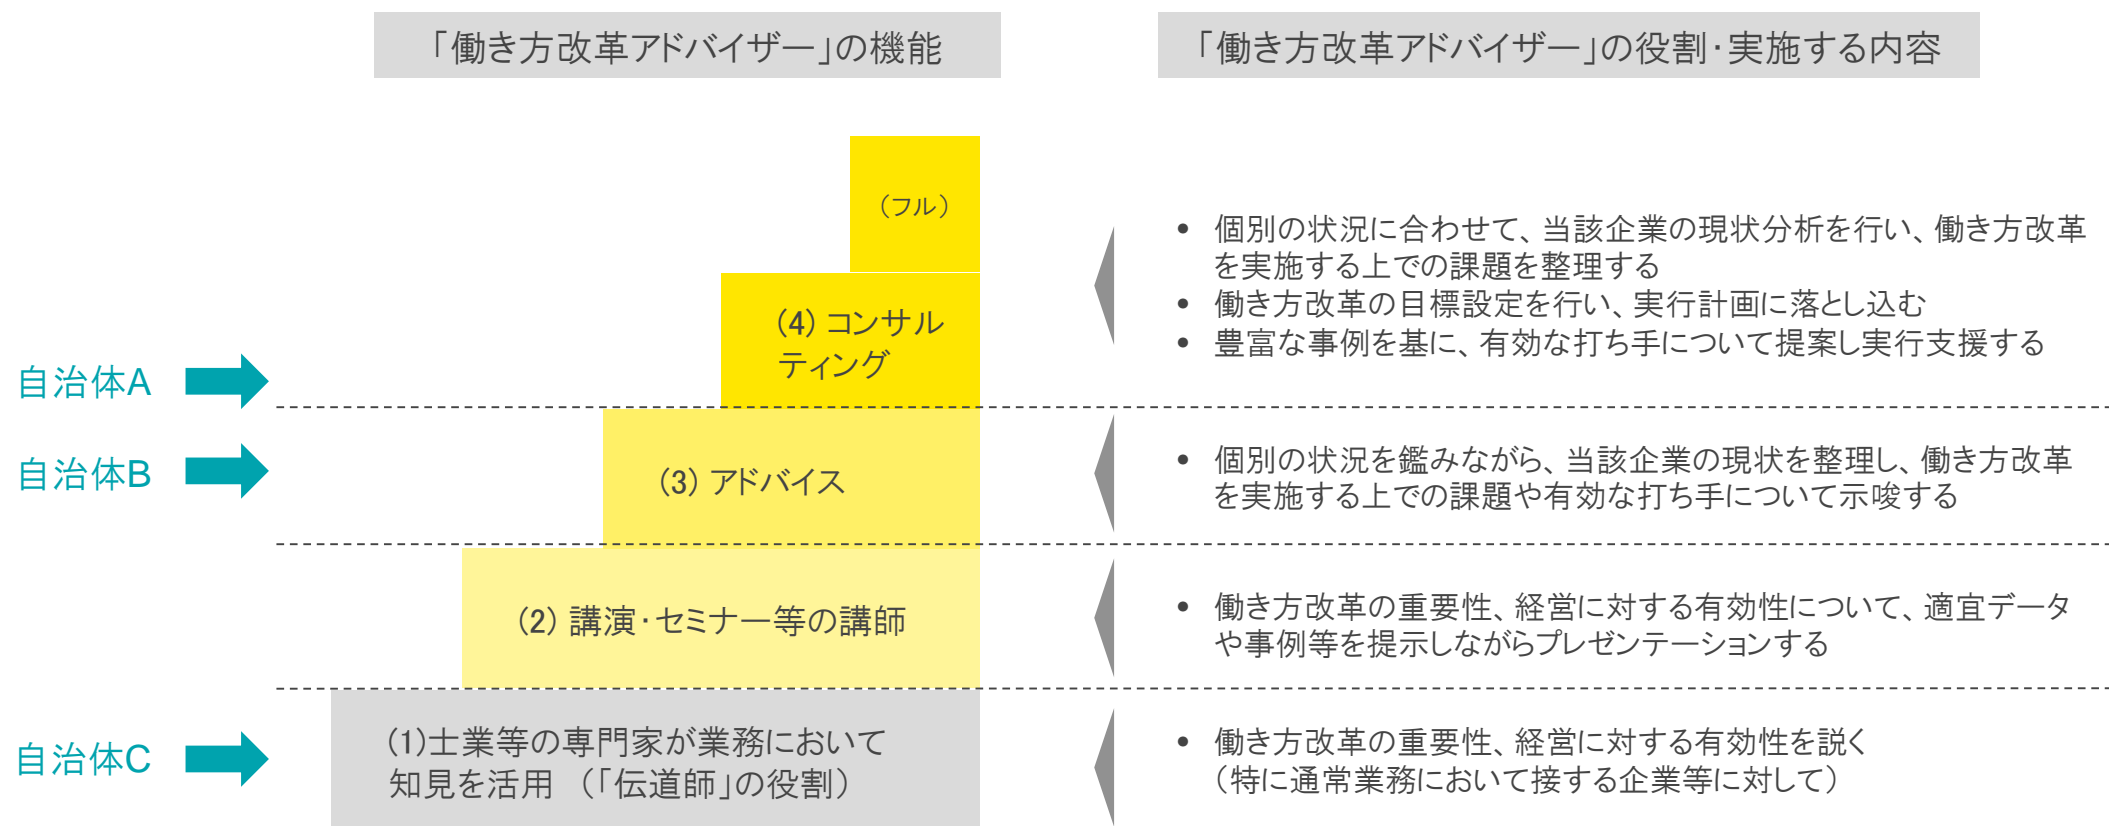 「働き方改革アドバイザー」の機能
「働き方改革アドバイザー」の役割・実施する内容
（フル）
(4) コンサル
ティング
• 個別の状況に合わせて、当該企業の現状分析を行い、働き方改革
を実施する上での課題を整理する
• 働き方改革の目標設定を行い、実行計画に落とし込む
• 豊富な事例を基に、有効な打ち手について提案し実行支援する
自治体A
自治体B
(3) アドバイス
• 個別の状況を鑑みながら、当該企業の現状を整理し、働き方改革
を実施する上での課題や有効な打ち手について示唆する
(2) 講演・セミナー等の講師
• 働き方改革の重要性、経営に対する有効性について、適宜データ
や事例等を提示しながらプレゼンテーションする
自治体C
(1)士業等の専門家が業務において
知見を活用　（「伝道師」の役割）
• 働き方改革の重要性、経営に対する有効性を説く
（特に通常業務において接する企業等に対して）